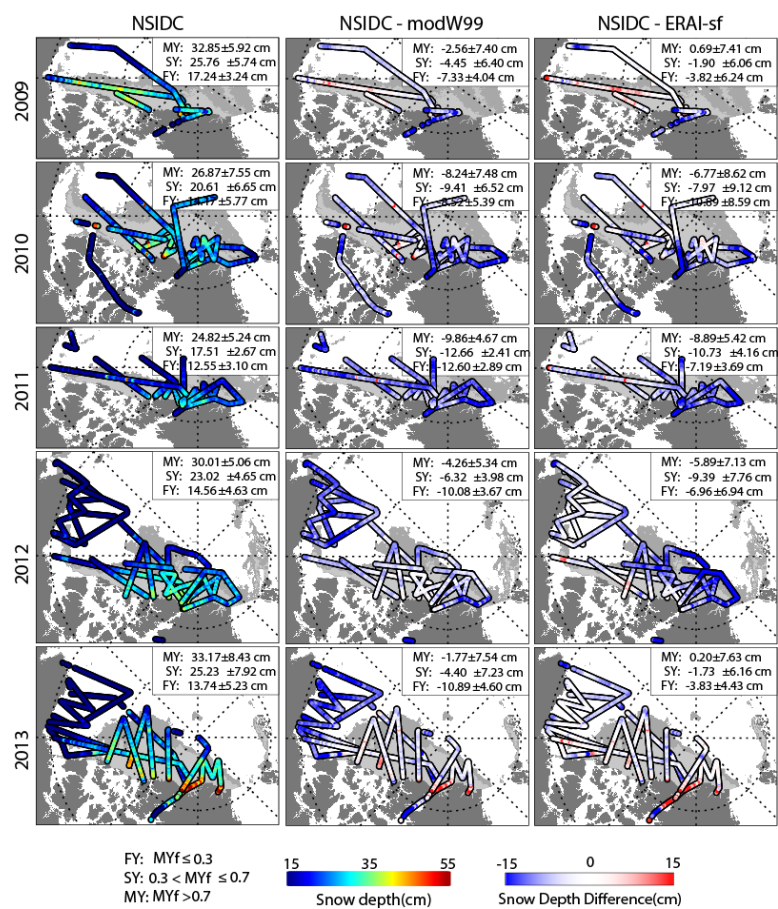 NSIDC NSIDC - modW99 NSIDC - ERAI-sf
2009
MY: 32.85±5.92 cm
SY: 25.76 ±5.74 cm
FY: 17.24±3.24 cm
MY: -2.56±7.40 cm
SY: -4.45 ±6.40 cm
FY: -7.33±4.04 cm
MY: 0.69±7.41 cm
SY: -1.90 ±6.06 cm
FY: -3.82±6.24 cm
2010
MY: 26.87±7.55 cm
SY: 20.61 ±6.65 cm
FY: ±5.77 cm
MY: -8.24±7.48 cm
SY: -9.41 ±6.52 cm
FY: ±5.39 cm
MY: -6.77±8.62 cm
SY: -7.97 ±9.12 cm
FY: ±8.59 cm
2011
MY: 24.82±5.24 cm
SY: 17.51 ±2.67 cm
FY: 12.55±3.10 cm
MY: -9.86±4.67 cm
SY: -12.66 ±2.41 cm
FY: 12.60±2.89 cm
MY: -8.89±5.42 cm
SY: -10.73 ±4.16 cm
FY: -7.19±3.69 cm
2012
MY: 30.01±5.06 cm
SY: 23.02 ±4.65 cm
FY: 14.56±4.63 cm
MY: -4.26±5.34 cm
SY: -6.32 ±3.98 cm
FY: -10.08±3.67 cm
MY: -5.89±7.13 cm
SY: -9.39 ±7.76 cm
FY: -6.96±6.94 cm
2013
MY: 33.17±8.43 cm
SY: 25.23 ±7.92 cm
FY: 13.74±5.23 cm
MY: -1.77±7.54 cm
SY: -4.40 ±7.23 cm
FY: -10.89±4.60 cm
MY: 0.20±7.63 cm
SY: -1.73 ±6.16 cm
FY: -3.83±4.43 cm
FY: MYf ≤ 0.3
SY: 0.3 < MYf ≤ 0.7
MY: MYf >0.7
15 35 55
Snow depth(cm)
-15 0 15
Snow Depth Difference(cm)